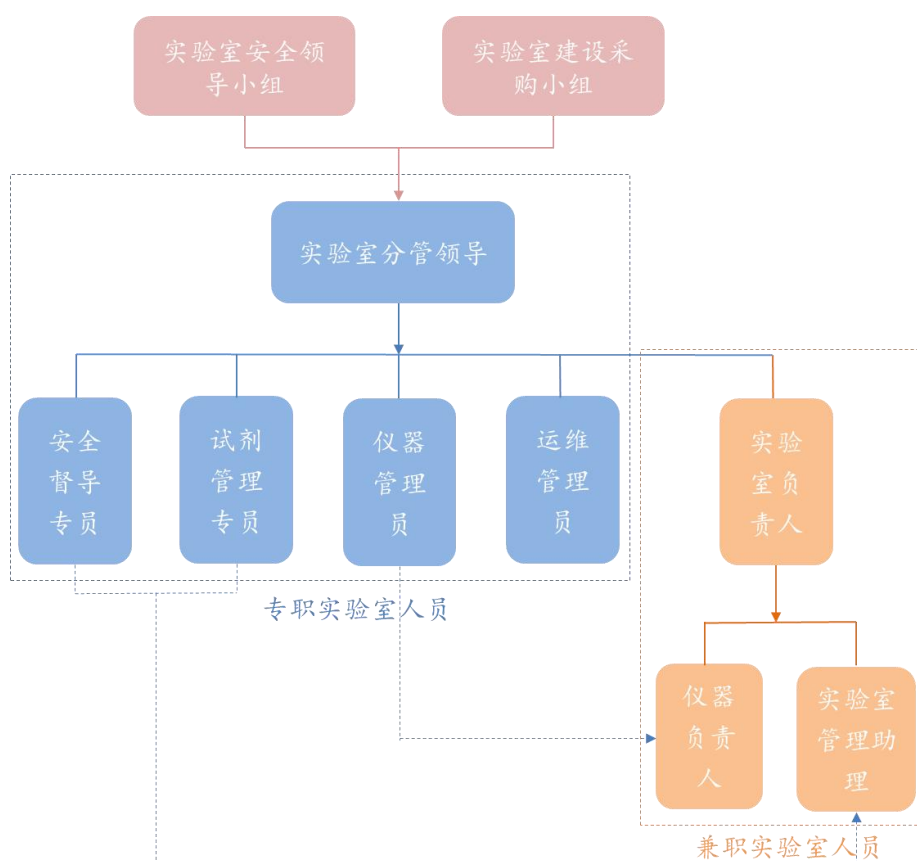 实验室安全领
导小组
实验室建设采
购小组
实验室分管领导
安全
督导
专员
试剂
管理
专员
仪器
管理
员
运维
管理
员
实验
室负
责人
专职实验室人员
仪器
负责
人
实验室
管理助
理
兼职实验室人员